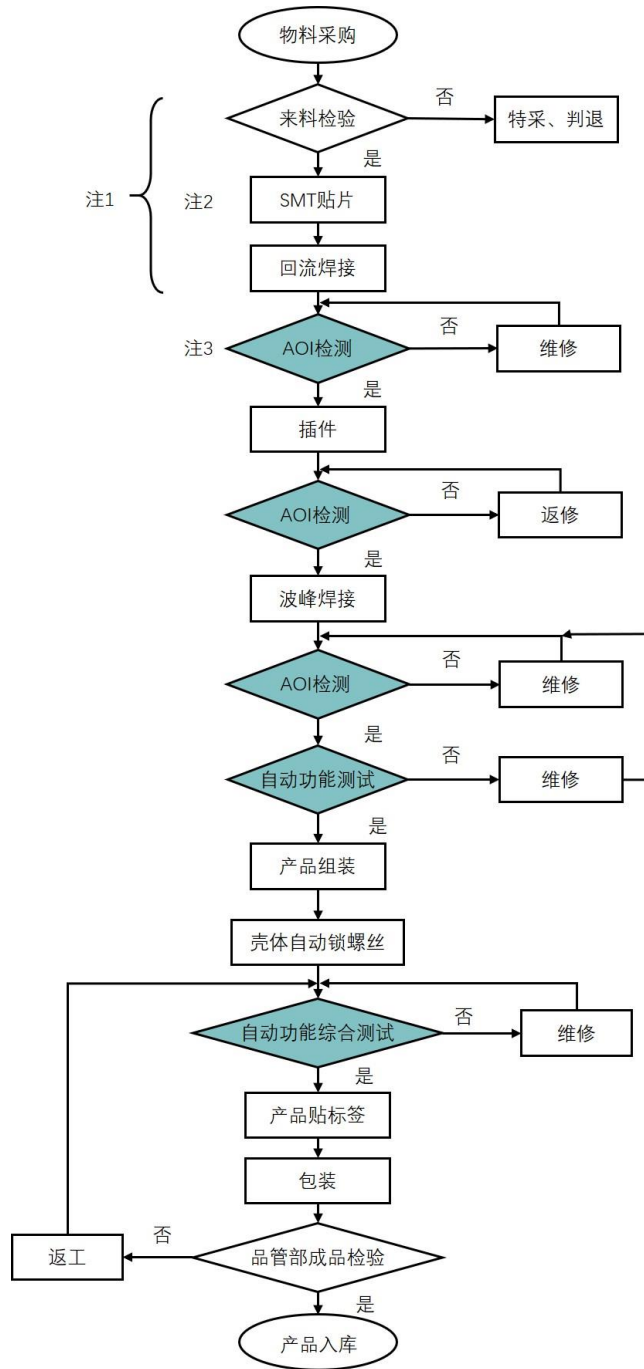 物料采购
否
来料检验
特采、判退
是
注1
注2
SMT贴片
回流焊接
否
注3
AOI检测
维修
是
插件
否
AOI检测
返修
是
波峰焊接
否
AOI检测
维修
是
否
自动功能测试
维修
是
产品组装
壳体自动锁螺丝
否
自动功能综合测试
维修
是
产品贴标签
包装
否
返工
品管部成品检验
是
产品入库